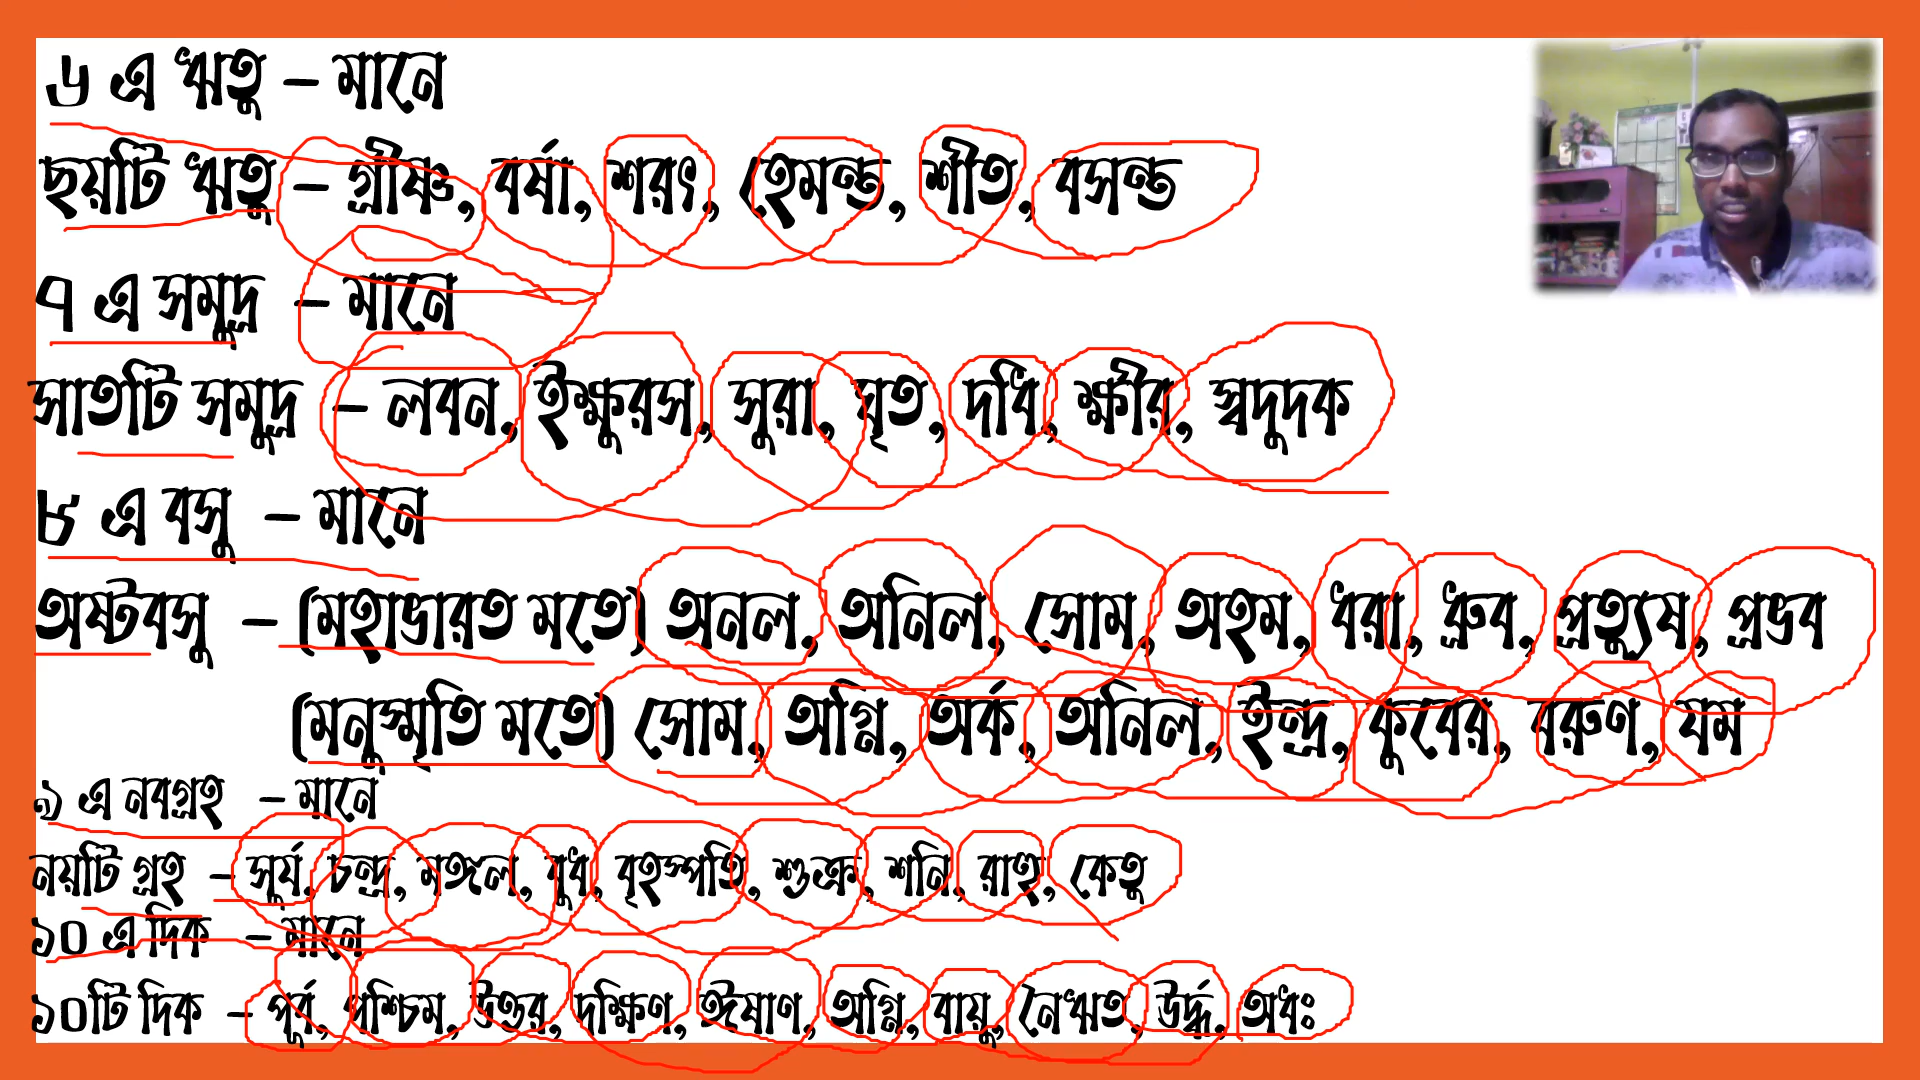 ৬ এ ঋতু – মানে
ছয়টি ঋতু – গ্রীষ্ণ, বর্ষা, শরৎ, হেমন্ত, শীত, বসন্ত
৭ এ সমুদ্র – মানে
সাতটি সমুদ্র – লবন, ইক্ষুরস, সুরা, ঘৃত, দধি, ক্ষীর, স্বদুদক
৮ এ বসু – মানে
অষ্টবসু – (মহাভারত মতে) অনল, অনিল, সোম, অহম, ধরা, ধ্রুব, প্রত্যুষ, প্রভব
(মনুস্মৃতি মতে) সোম, অগ্নি, অর্ক, অনিল, ইন্দ্র, কুবের, বরুণ, যম
৯ এ নবগ্রহ – মানে
নয়টি গ্রহ – সূর্য, চন্দ্র, মঙ্গল, বুধ, বৃহস্পতি, শুক্র, শনি, রাহু, কেতু
১০ এ দিক – মানে
১০টি দিক – পূর্ব, পশ্চিম, উত্তর, দক্ষিণ, ঈষাণ, অগ্নি, বায়ু, নৈঋত, উর্দ্ধ, অধঃ